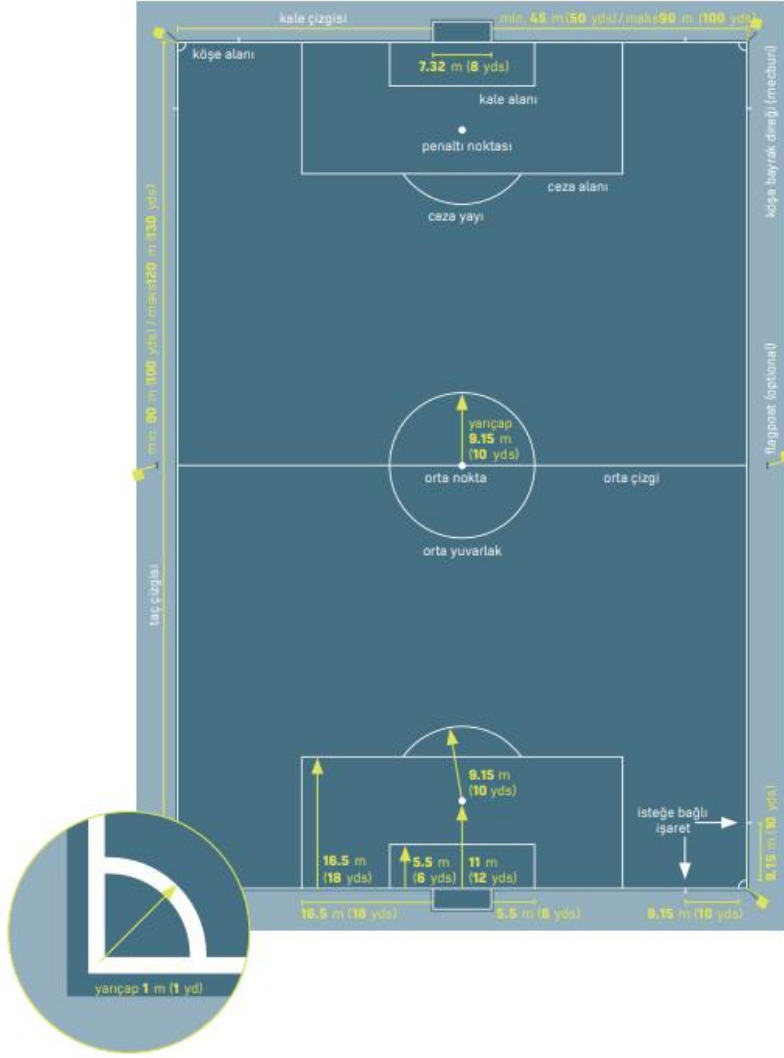 kale çizgisi
min. 45 m (50 yds) / maks90 m (100 yds)
köşe alanı
7.32 m (8 yds)
kale alanı
penaltı noktası
ceza alanı
ceza yayı
köşe bayrak direği (mecburi)
min. 90 m (100 yds) / maks120 m (130 yds)
flagpost (optional)
yarıçap
9.15 m
(10 yds)
orta nokta
orta çizgi
orta yuvarlak
taç çizgisi
9.15 m
(10 yds)
isteğe bağlı
işaret
9.15 m (10 yds)
16.5 m
(18 yds)
5.5 m
(6 yds)
11 m
(12 yds)
16.5 m (18 yds)
5.5 m (6 yds)
9.15 m (10 yds)
yarıçap 1 m (1 yd)